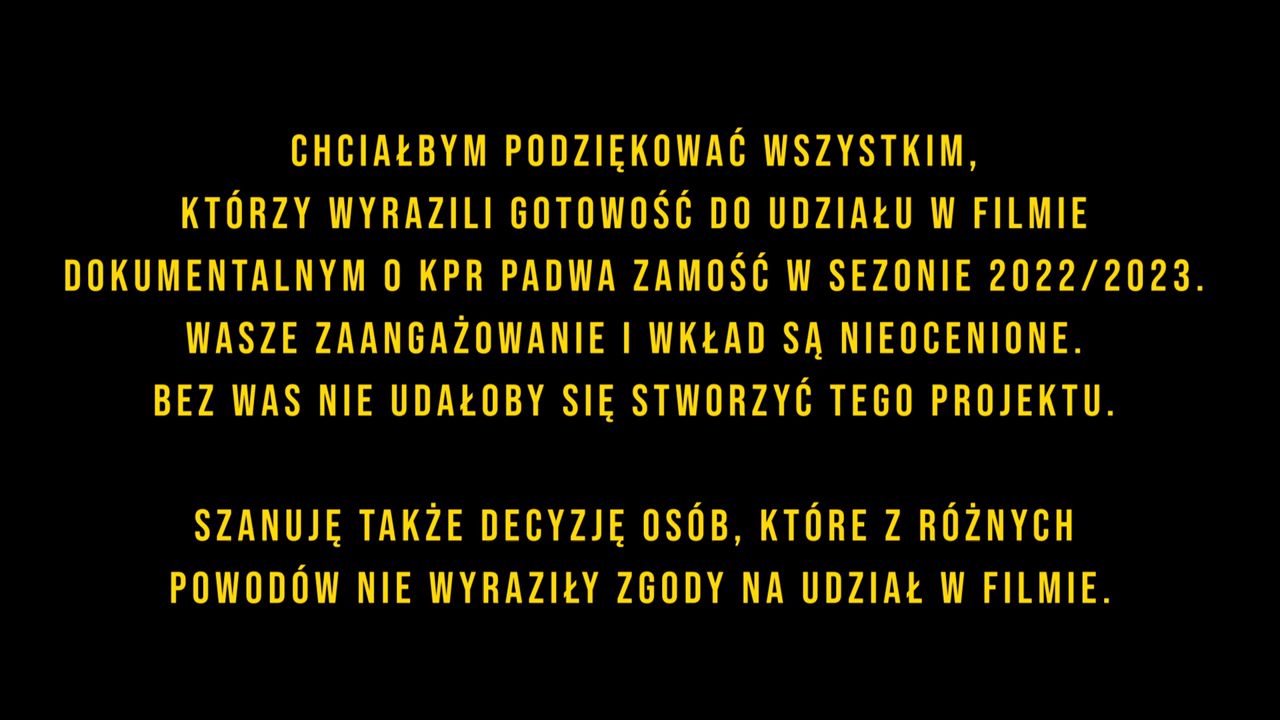 CHCIAŁBYM PODZIĘKOWAĆ WSZYSTKIM,
KTÓRZY WYRAZILI GOTOWOŚĆ DO UDZIAŁU W FILMIE
DOKUMENTALNYM O KPR PADWA ZAMOŚĆ W SEZONIE 2022/2023.
WASZE ZAANGAŻOWANIE I WKŁAD SĄ NIEOCENIONE.
BEZ WAS NIE UDAŁOBY SIĘ STWORZYĆ TEGO PROJEKTU.
SZANUJĘ TAKŻE DECYZJĘ OSÓB, KTÓRE Z RÓŻNYCH
POWODÓW NIE WYRAZIŁY ZGODY NA UDZIAŁ W FILMIE.